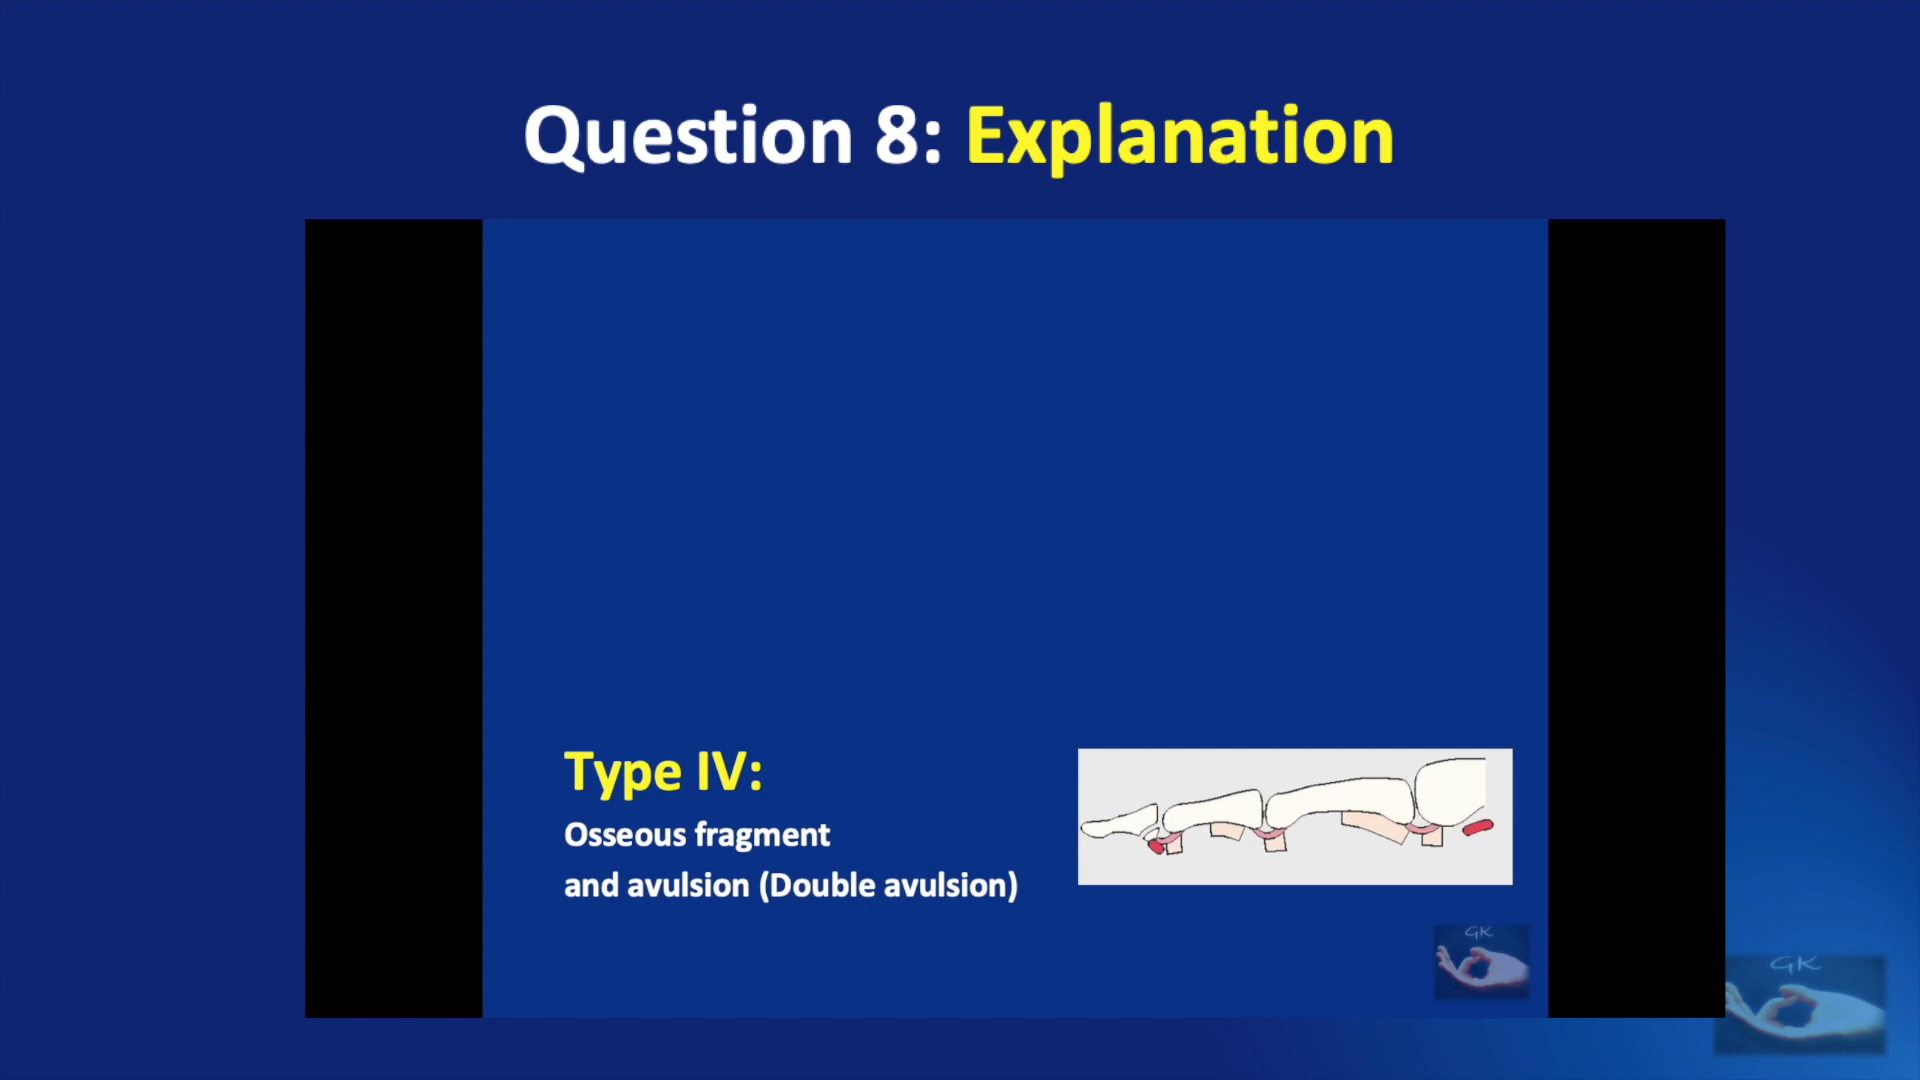 Question 8: Explanation
Type IV:
Osseous fragment
and avulsion (Double avulsion)
GK
GK